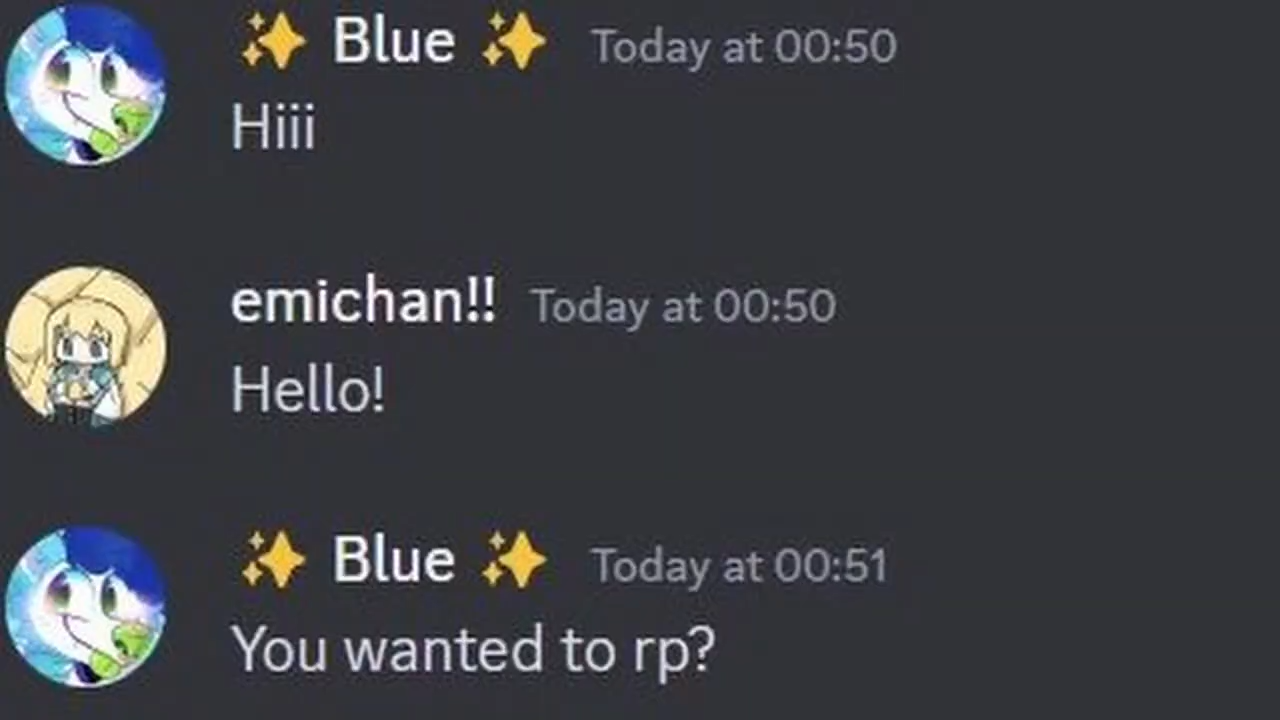 ✨ Blue ✨ Today at 00:50
Hiii
emichan!! Today at 00:50
Hello!
✨ Blue ✨ Today at 00:51
You wanted to rp?